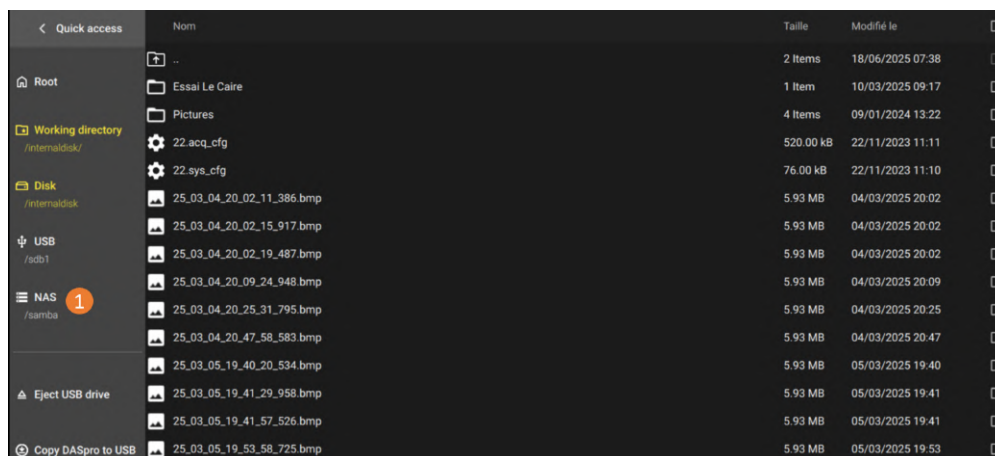 Quick access
Root
Working directory
/internaldisk/
Disk
/internaldisk
USB
/sdb1
NAS
/samba
1
Eject USB drive
Copy DASpro to USB
Nom Taille Modifié le
.. 2 Items 18/06/2025 07:38
Essai Le Caire 1 Item 10/03/2025 09:17
Pictures 4 Items 09/01/2024 13:22
22.acq_cfg 520.00 kB 22/11/2023 11:11
22.sys_cfg 76.00 kB 22/11/2023 11:10
25_03_04_20_02_11_386.bmp 5.93 MB 04/03/2025 20:02
25_03_04_20_02_15_917.bmp 5.93 MB 04/03/2025 20:02
25_03_04_20_02_19_487.bmp 5.93 MB 04/03/2025 20:02
25_03_04_20_09_24_948.bmp 5.93 MB 04/03/2025 20:09
25_03_04_20_25_31_795.bmp 5.93 MB 04/03/2025 20:25
25_03_04_20_47_58_583.bmp 5.93 MB 04/03/2025 20:47
25_03_05_19_40_20_534.bmp 5.93 MB 05/03/2025 19:40
25_03_05_19_41_29_958.bmp 5.93 MB 05/03/2025 19:41
25_03_05_19_41_57_526.bmp 5.93 MB 05/03/2025 19:41
25_03_05_19_53_58_725.bmp 5.93 MB 05/03/2025 19:53